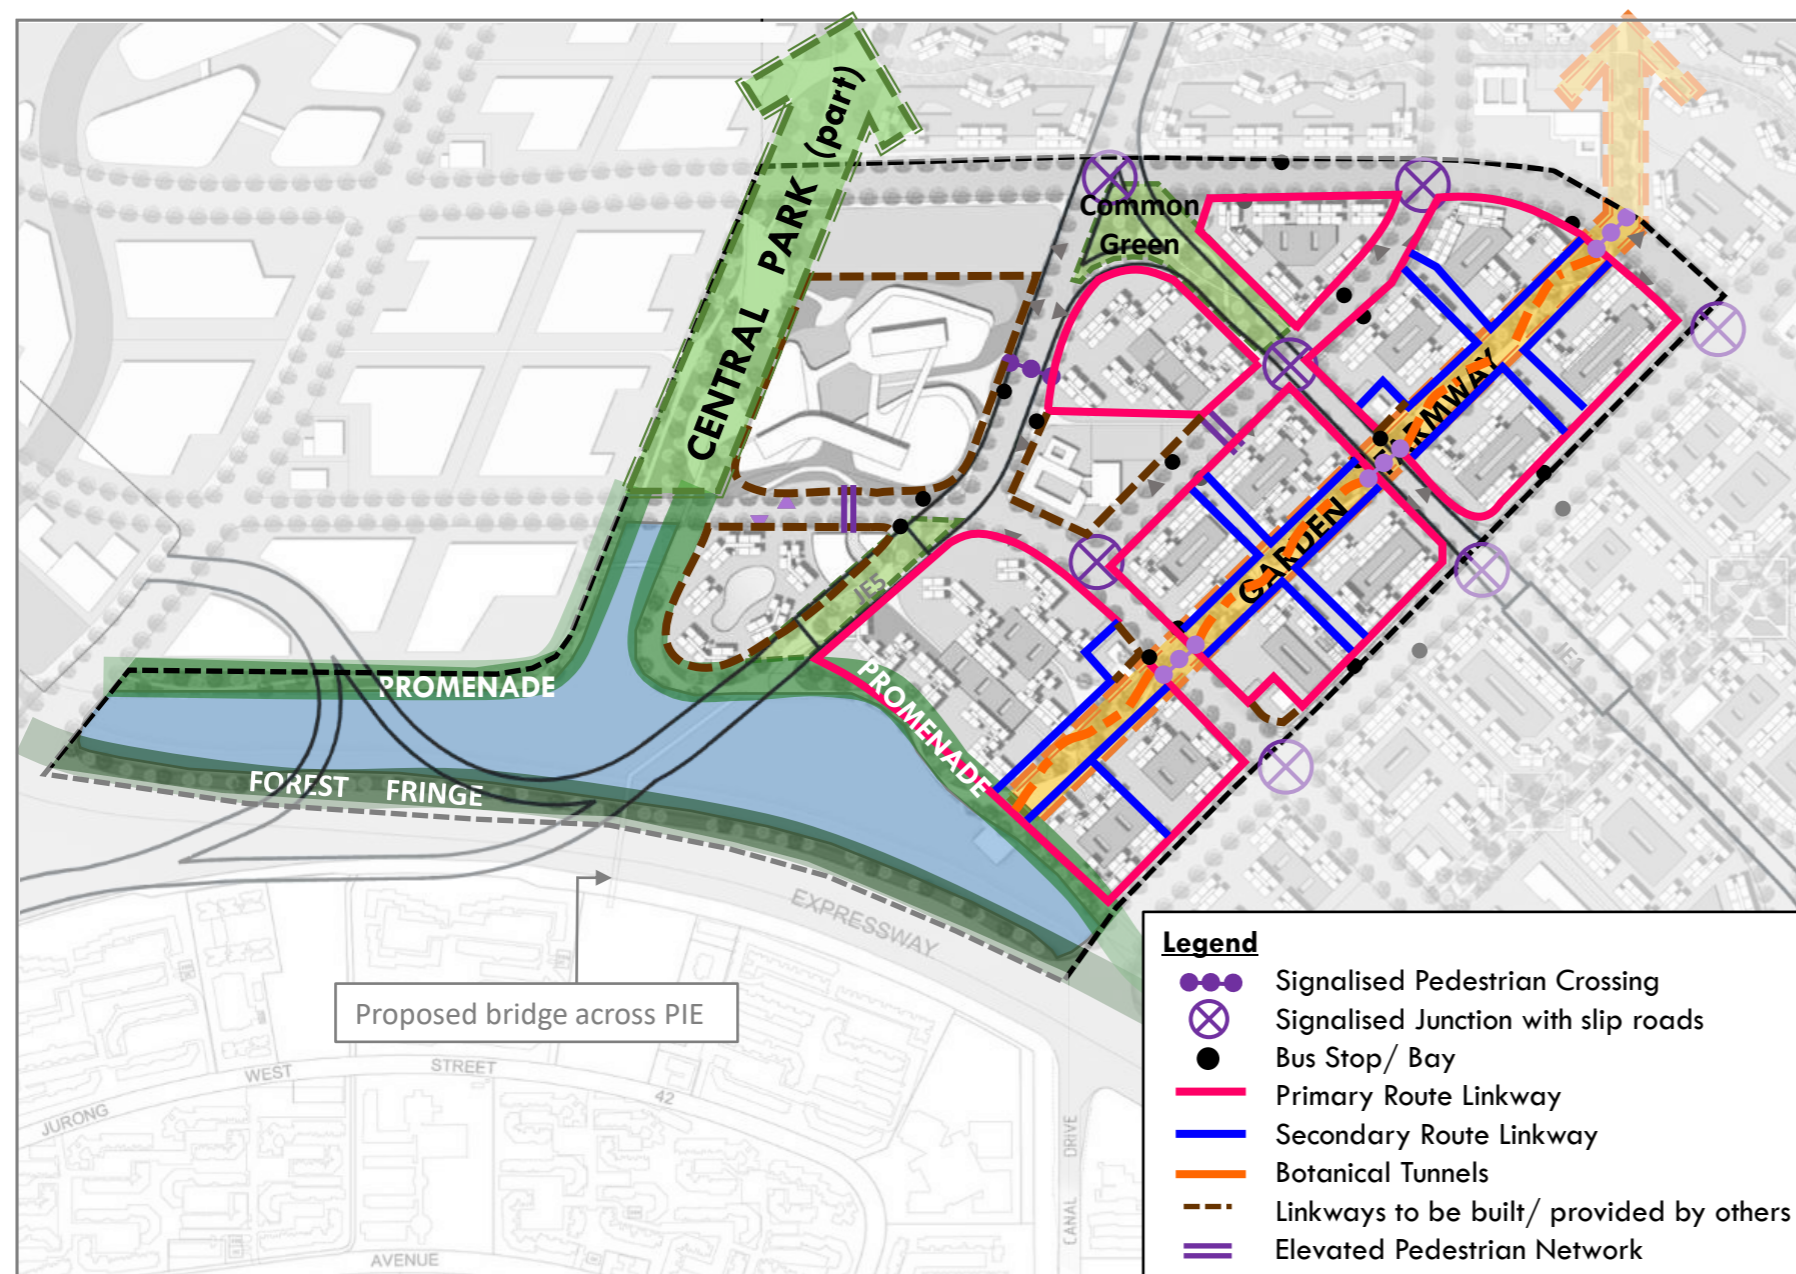 CENTRAL PARK (part)
Common
Green
GARDEN FARMWAY
JE5
PROMENADE
PROMENADE
FOREST FRINGE
EXPRESSWAY
Proposed bridge across PIE
JURONG WEST STREET 42
AVENUE
CANAL DRIVE
Legend
Signalised Pedestrian Crossing
Signalised Junction with slip roads
Bus Stop/ Bay
Primary Route Linkway
Secondary Route Linkway
Botanical Tunnels
Linkways to be built/ provided by others
Elevated Pedestrian Network